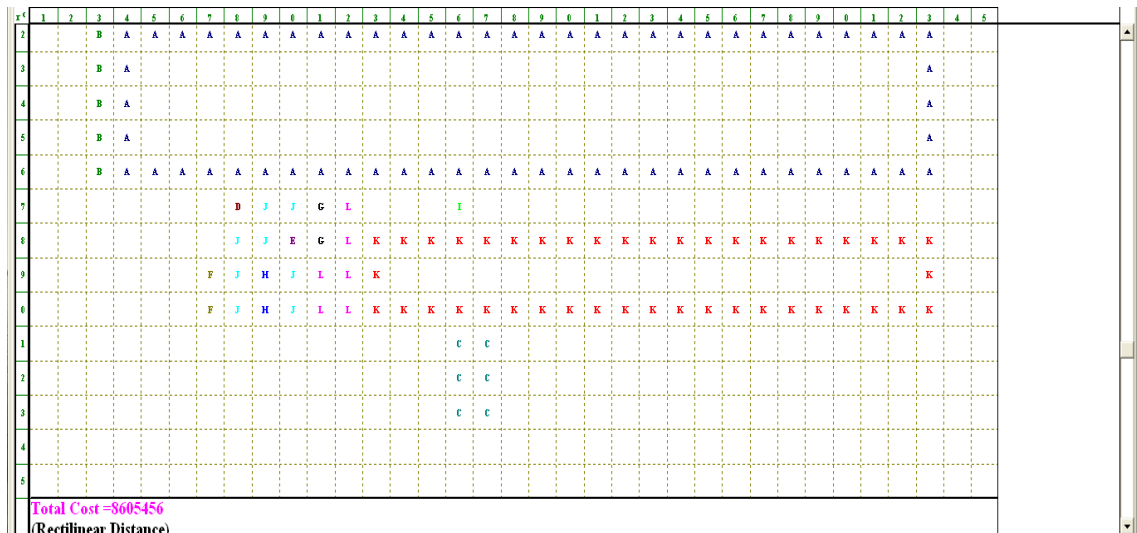 r c 1 2 3 4 5 6 7 8 9 0 1 2 3 4 5 6 7 8 9 0 1 2 3 4 5 6 7 8 9 0 1 2 3 4 5
2 B A A A A A A A A A A A A A A A A A A A A A A A A A A A A A A
3 B A A
4 B A A
5 B A A
6 B A A A A A A A A A A A A A A A A A A A A A A A A A A A A A A
7 D J J G L I
8 J J E G L K K K K K K K K K K K K K K K K K K K K K
9 F J H J L L K K
0 F J H J L L K K K K K K K K K K K K K K K K K K K K K
1 C C
2 C C
3 C C
4
5
Total Cost =8605456
(Rectilinear Distance)